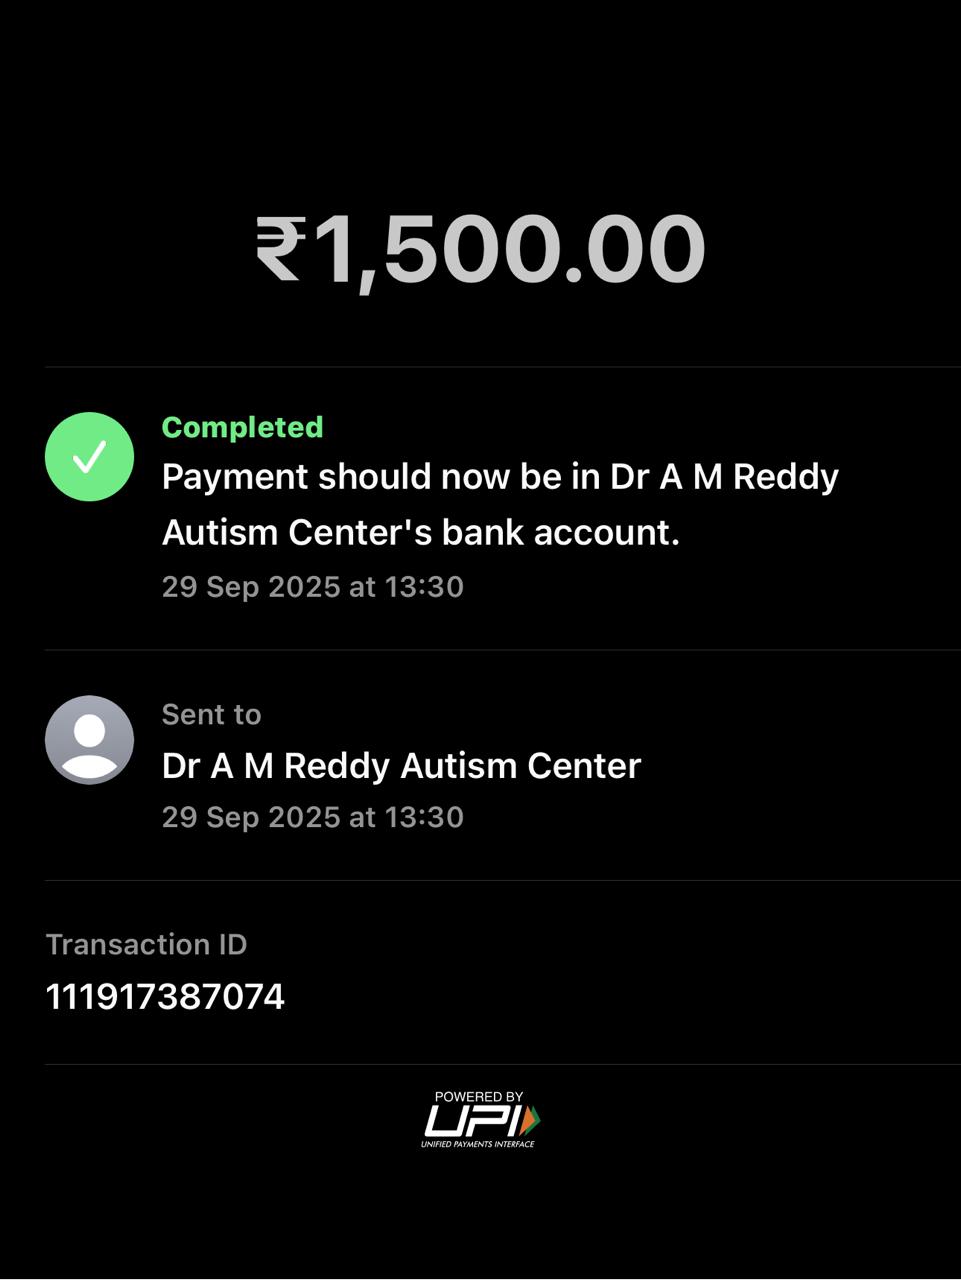 ₹1,500.00
Completed
Payment should now be in Dr A M Reddy
Autism Center's bank account.
29 Sep 2025 at 13:30
Sent to
Dr A M Reddy Autism Center
29 Sep 2025 at 13:30
Transaction ID
111917387074
POWERED BY
UPI
UNIFIED PAYMENTS INTERFACE